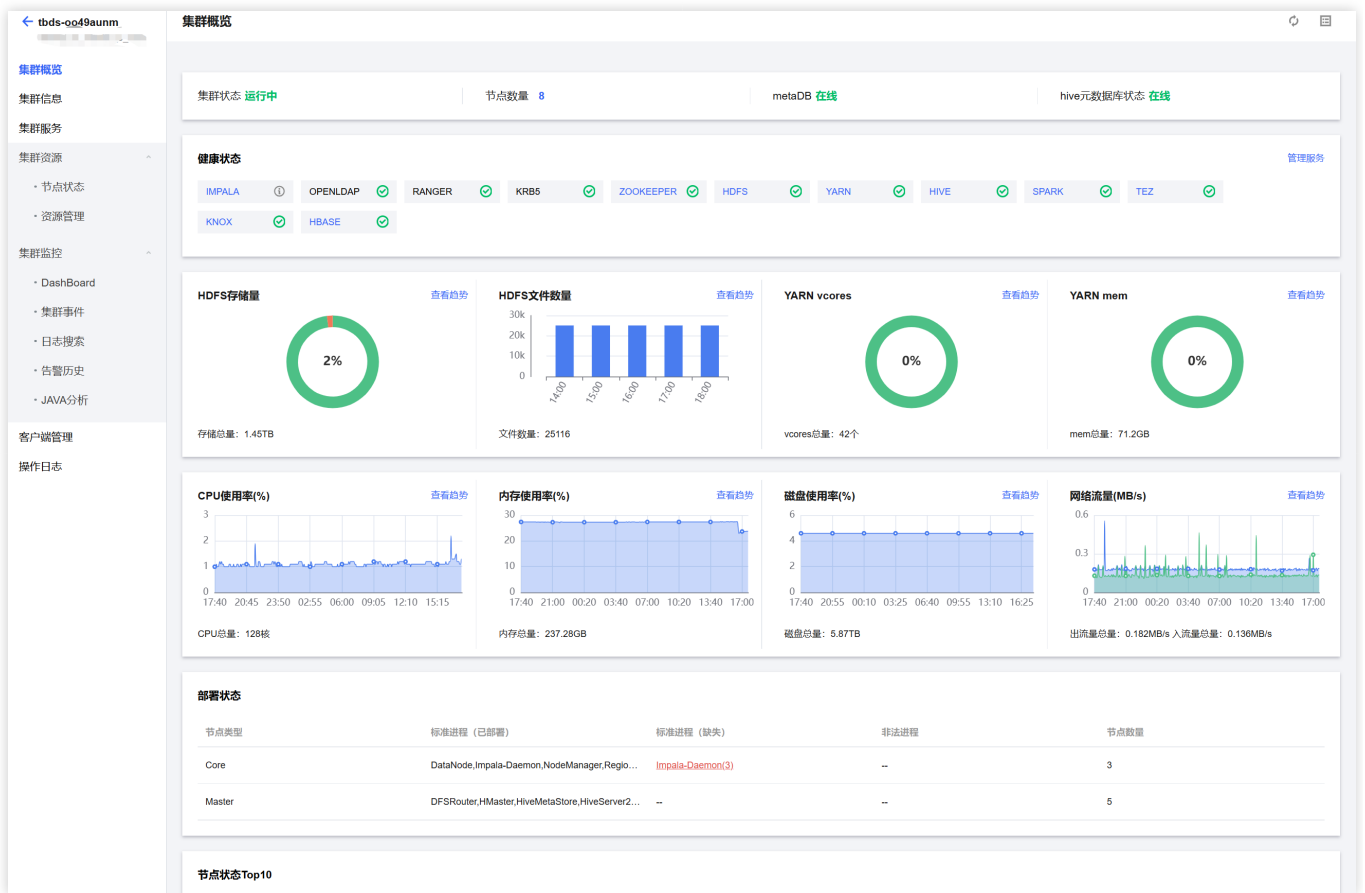 tbds-oo49aunm
集群概览
集群信息
集群服务
集群资源
节点状态
资源管理
集群监控
DashBoard
集群事件
日志搜索
告警历史
JAVA分析
客户端管理
操作日志
集群概览
集群状态 运行中 节点数量 8 metaDB 在线 hive元数据库状态 在线
健康状态 管理服务
IMPALA OPENLDAP RANGER KRB5 ZOOKEEPER HDFS YARN HIVE SPARK TEZ
KNOX HBASE
HDFS存储量 查看趋势
2%
存储总量：1.45TB
HDFS文件数量 查看趋势
30k
20k
10k
0
14:00 15:00 16:00 17:00 18:00
文件数量：25116
YARN vcores 查看趋势
0%
vcores总量：42个
YARN mem 查看趋势
0%
mem总量：71.2GB
CPU使用率(%) 查看趋势
3
2
1
0
17:40 20:45 23:50 02:55 06:00 09:05 12:10 15:15
CPU总量：128核
内存使用率(%) 查看趋势
30
20
10
0
17:40 21:00 00:20 03:40 07:00 10:20 13:40 17:00
内存总量：237.28GB
磁盘使用率(%) 查看趋势
6
4
2
0
17:40 20:55 00:10 03:25 06:40 09:55 13:10 16:25
磁盘总量：5.87TB
网络流量(MB/s) 查看趋势
0.6
0.3
0
17:40 21:00 00:20 03:40 07:00 10:20 13:40 17:00
出流量总量：0.182MB/s 入流量总量：0.136MB/s
部署状态
节点类型 标准进程（已部署） 标准进程（缺失） 非法进程 节点数量
Core DataNode,Impala-Daemon,NodeManager,Regio... Impala-Daemon(3) -- 3
Master DFSRouter,HMaster,HiveMetaStore,HiveServer2... -- -- 5
节点状态Top10